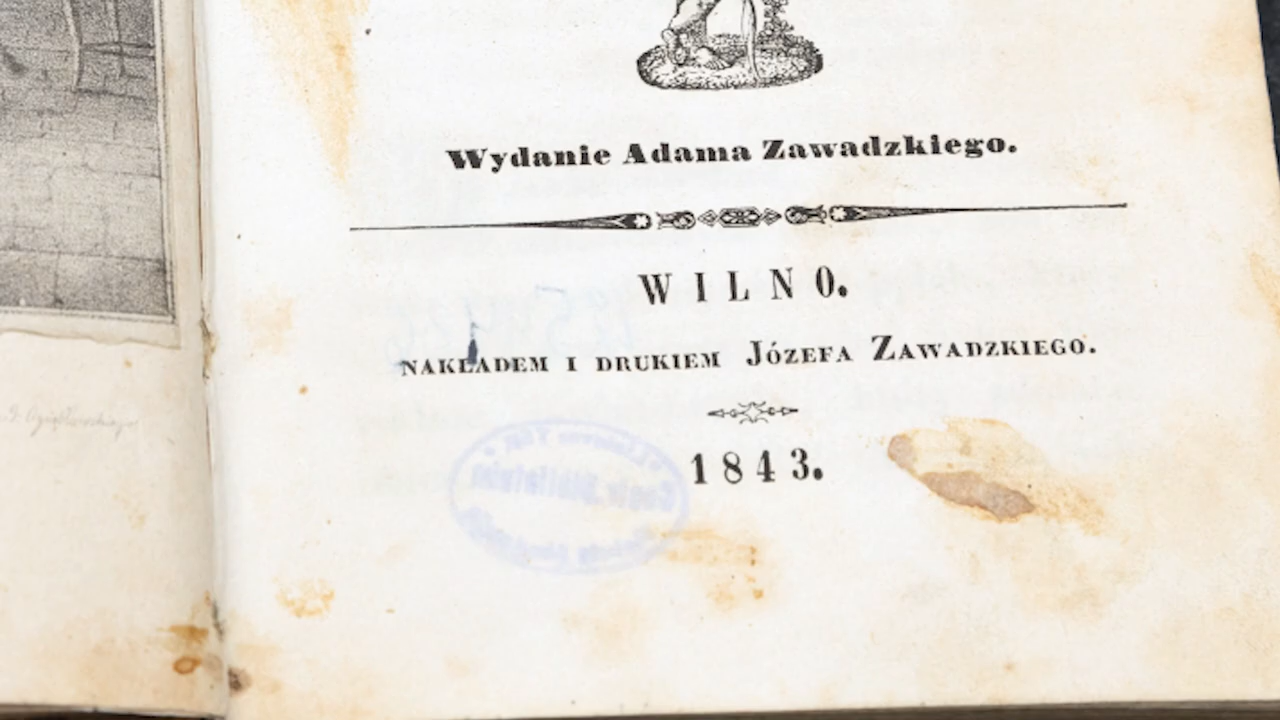 Wydanie Adama Zawadzkiego.
WILNO.
NAKŁADEM I DRUKIEM JÓZEFA ZAWADZKIEGO.
1843.